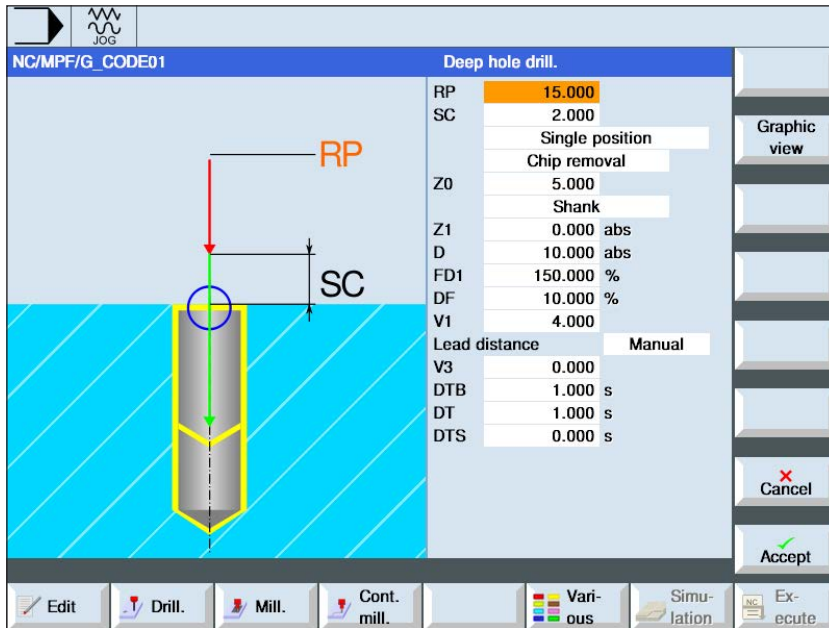 JOG
NC/MPF/G_CODE01
Deep hole drill.
RP 15.000
SC 2.000
Single position
Chip removal
Z0 5.000
Shank
Z1 0.000 abs
D 10.000 abs
FD1 150.000 %
DF 10.000 %
V1 4.000
Lead distance Manual
V3 0.000
DTB 1.000 s
DT 1.000 s
DTS 0.000 s
RP
SC
Graphic
view
Cancel
Accept
Edit
Drill.
Mill.
Cont.
mill.
Vari-
ous
Simu-
lation
NC
Ex-
ecute